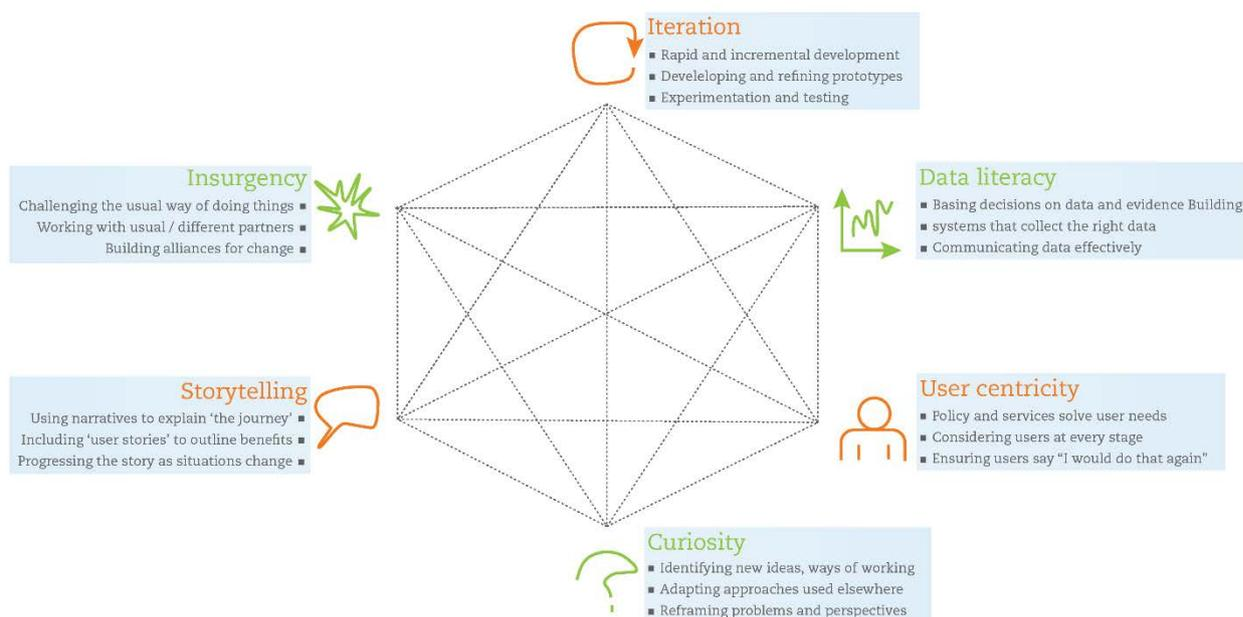 Iteration
▪ Rapid and incremental development
▪ Develeloping and refining prototypes
▪ Experimentation and testing
Insurgency
Challenging the usual way of doing things ▪
Working with usual / different partners ▪
Building alliances for change ▪
Data literacy
▪ Basing decisions on data and evidence Building
▪ systems that collect the right data
▪ Communicating data effectively
Storytelling
Using narratives to explain ‘the journey’ ▪
Including ‘user stories’ to outline benefits ▪
Progressing the story as situations change ▪
User centricity
▪ Policy and services solve user needs
▪ Considering users at every stage
▪ Ensuring users say “I would do that again”
Curiosity
▪ Identifying new ideas, ways of working
▪ Adapting approaches used elsewhere
▪ Reframing problems and perspectives